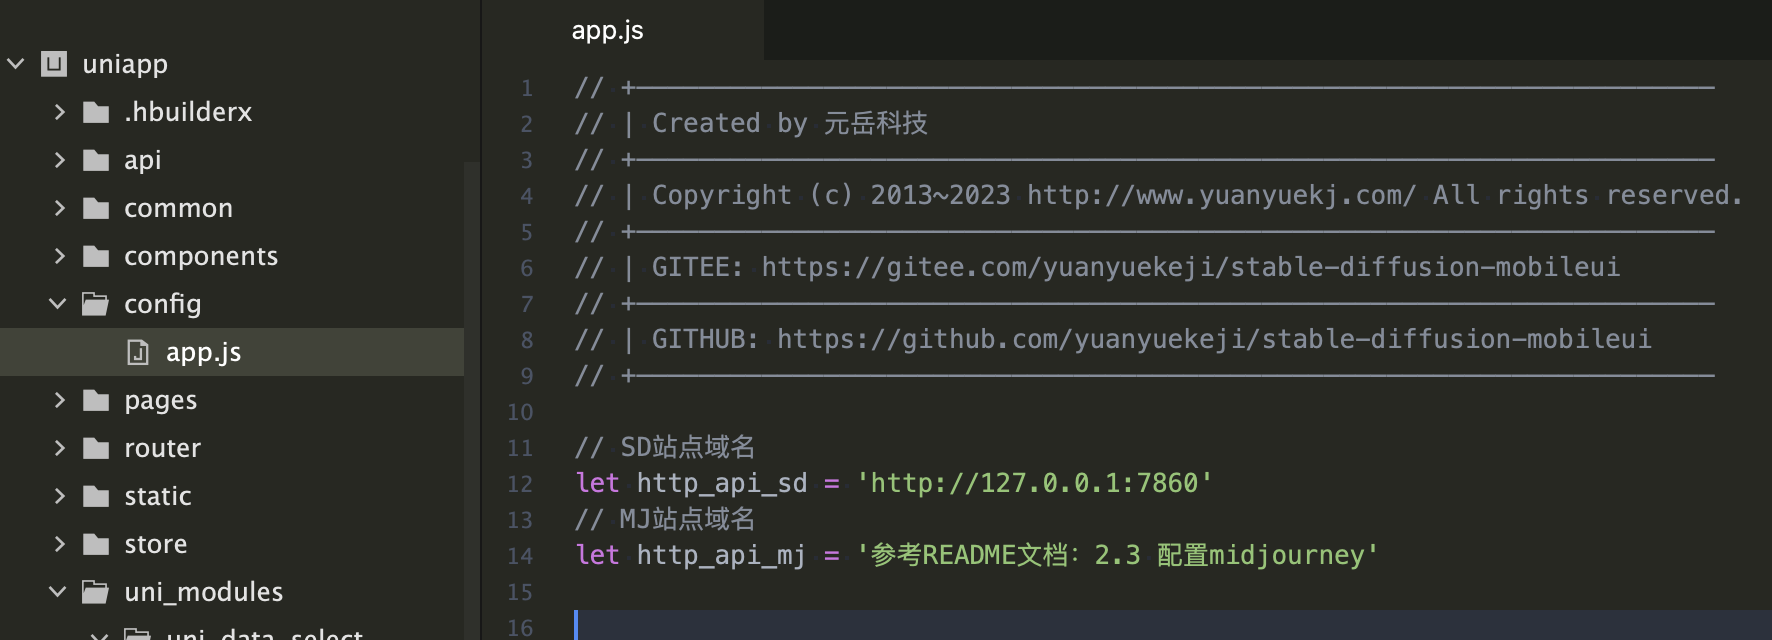 uniapp
.hbuilderx
api
common
components
config
app.js
pages
router
static
store
uni_modules
uni_data_select
app.js
1 // +
2 // | Created by 元岳科技
3 // +
4 // | Copyright (c) 2013~2023 http://www.yuanyuekj.com/ All rights reserved.
5 // +
6 // | GITEE: https://gitee.com/yuanyuekeji/stable-diffusion-mobileui
7 // +
8 // | GITHUB: https://github.com/yuanyuekeji/stable-diffusion-mobileui
9 // +
10
11 // SD站点域名
12 let http_api_sd = 'http://127.0.0.1:7860'
13 // MJ站点域名
14 let http_api_mj = '参考README文档：2.3 配置midjourney'
15
16